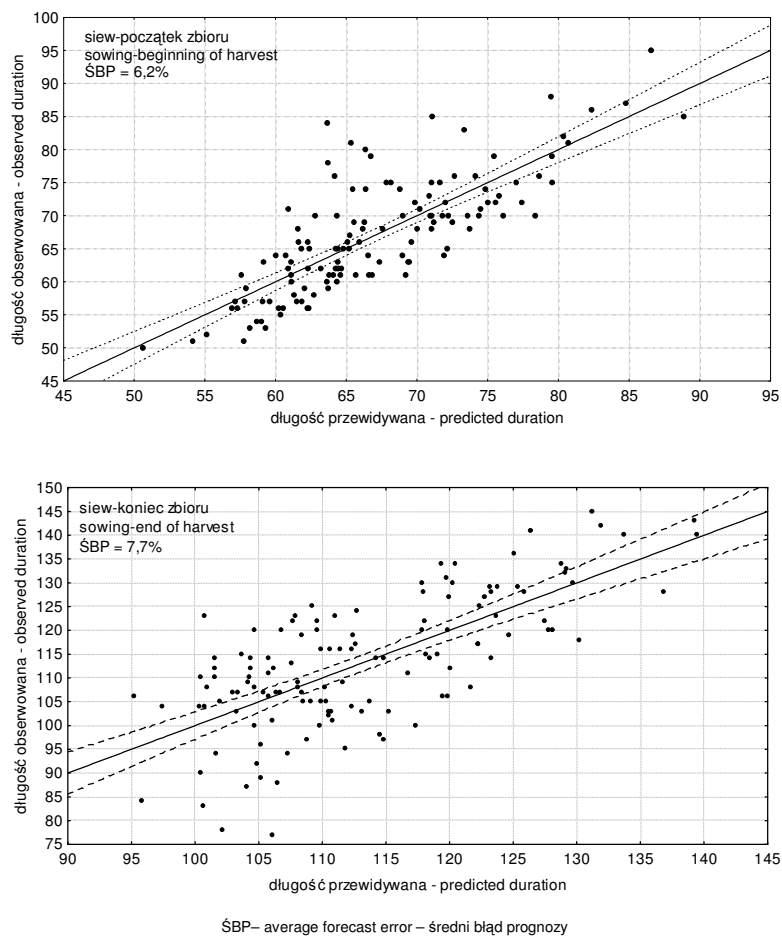 100
95
90
85
80
75
70
65
60
55
50
45
długość obserwowana - observed duration
siew-początek zbioru
sowing-beginning of harvest
ŚBP = 6,2%
45 50 55 60 65 70 75 80 85 90 95
długość przewidywana - predicted duration
150
145
140
135
130
125
120
115
110
105
100
95
90
85
80
75
długość obserwowana - observed duration
siew-koniec zbioru
sowing-end of harvest
ŚBP = 7,7%
90 95 100 105 110 115 120 125 130 135 140 145
długość przewidywana - predicted duration
ŚBP– average forecast error – średni błąd prognozy